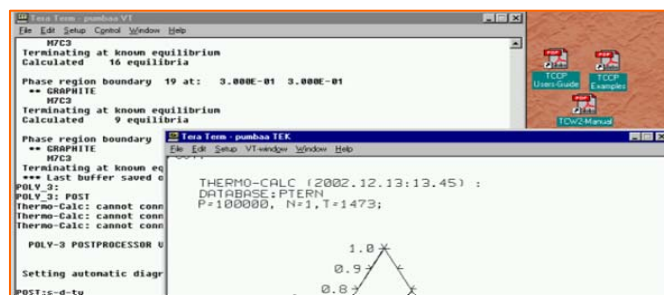 Tera Term - pumbaa VT
File Edit Setup Control Window Help
M7C3
Terminating at known equilibrium
Calculated 16 equilibria
Phase region boundary 19 at: 3.000E-01 3.000E-01
** GRAPHITE
M7C3
Terminating at known equilibrium
Calculated 9 equilibria
Phase region boundary
** GRAPHITE
M7C3
Terminating at known eq
*** Last buffer saved o
POLY_3:
POLY_3: POST
Thermo-Calc: cannot conn
Thermo-Calc: cannot conn
Thermo-Calc: cannot conn
POLY-3 POSTPROCESSOR V
Setting automatic diagr
POST:s-d-tu
TCCP
Users-Guide
TCCP
Examples
TCW2-Manual
Tera Term - pumbaa TEK
File Edit Setup VT-window Window Help
THERMO-CALC (2002.12.13:13.45) :
DATABASE:PTERN
P=100000, N=1,T=1473;
1.0
0.9
0.8